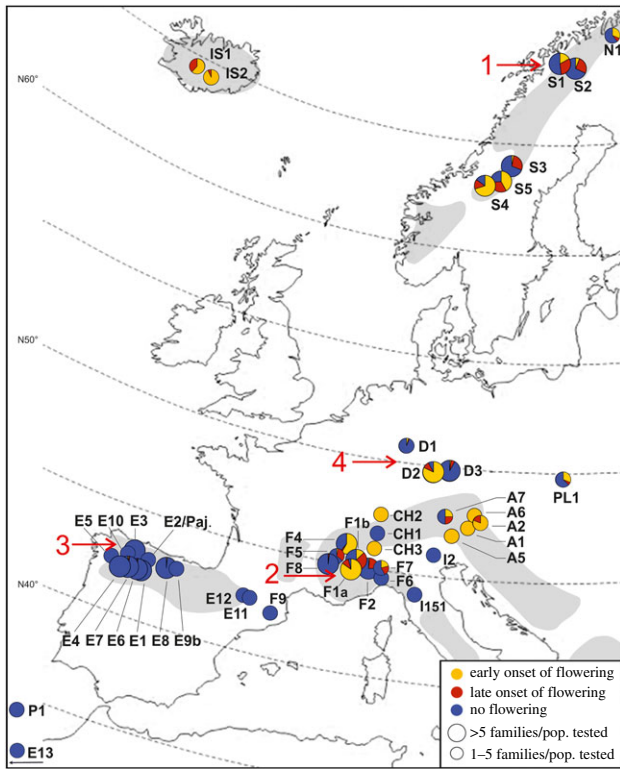 IS1
IS2
N60°
1
N1
S1 S2
S3
S5
S4
N50°
4
D1
D2 D3
PL1
A7
A6
A2
A1
A5
CH2
CH1
CH3
F1b
F4
F5
F8
2
F1a
F2
F7
F6
I2
I151
3
E5 E10 E3 E2/Paj.
N40°
E4 E7 E6 E1 E8 E9b
E12
E11
F9
P1
E13
early onset of flowering
late onset of flowering
no flowering
>5 families/pop. tested
1–5 families/pop. tested